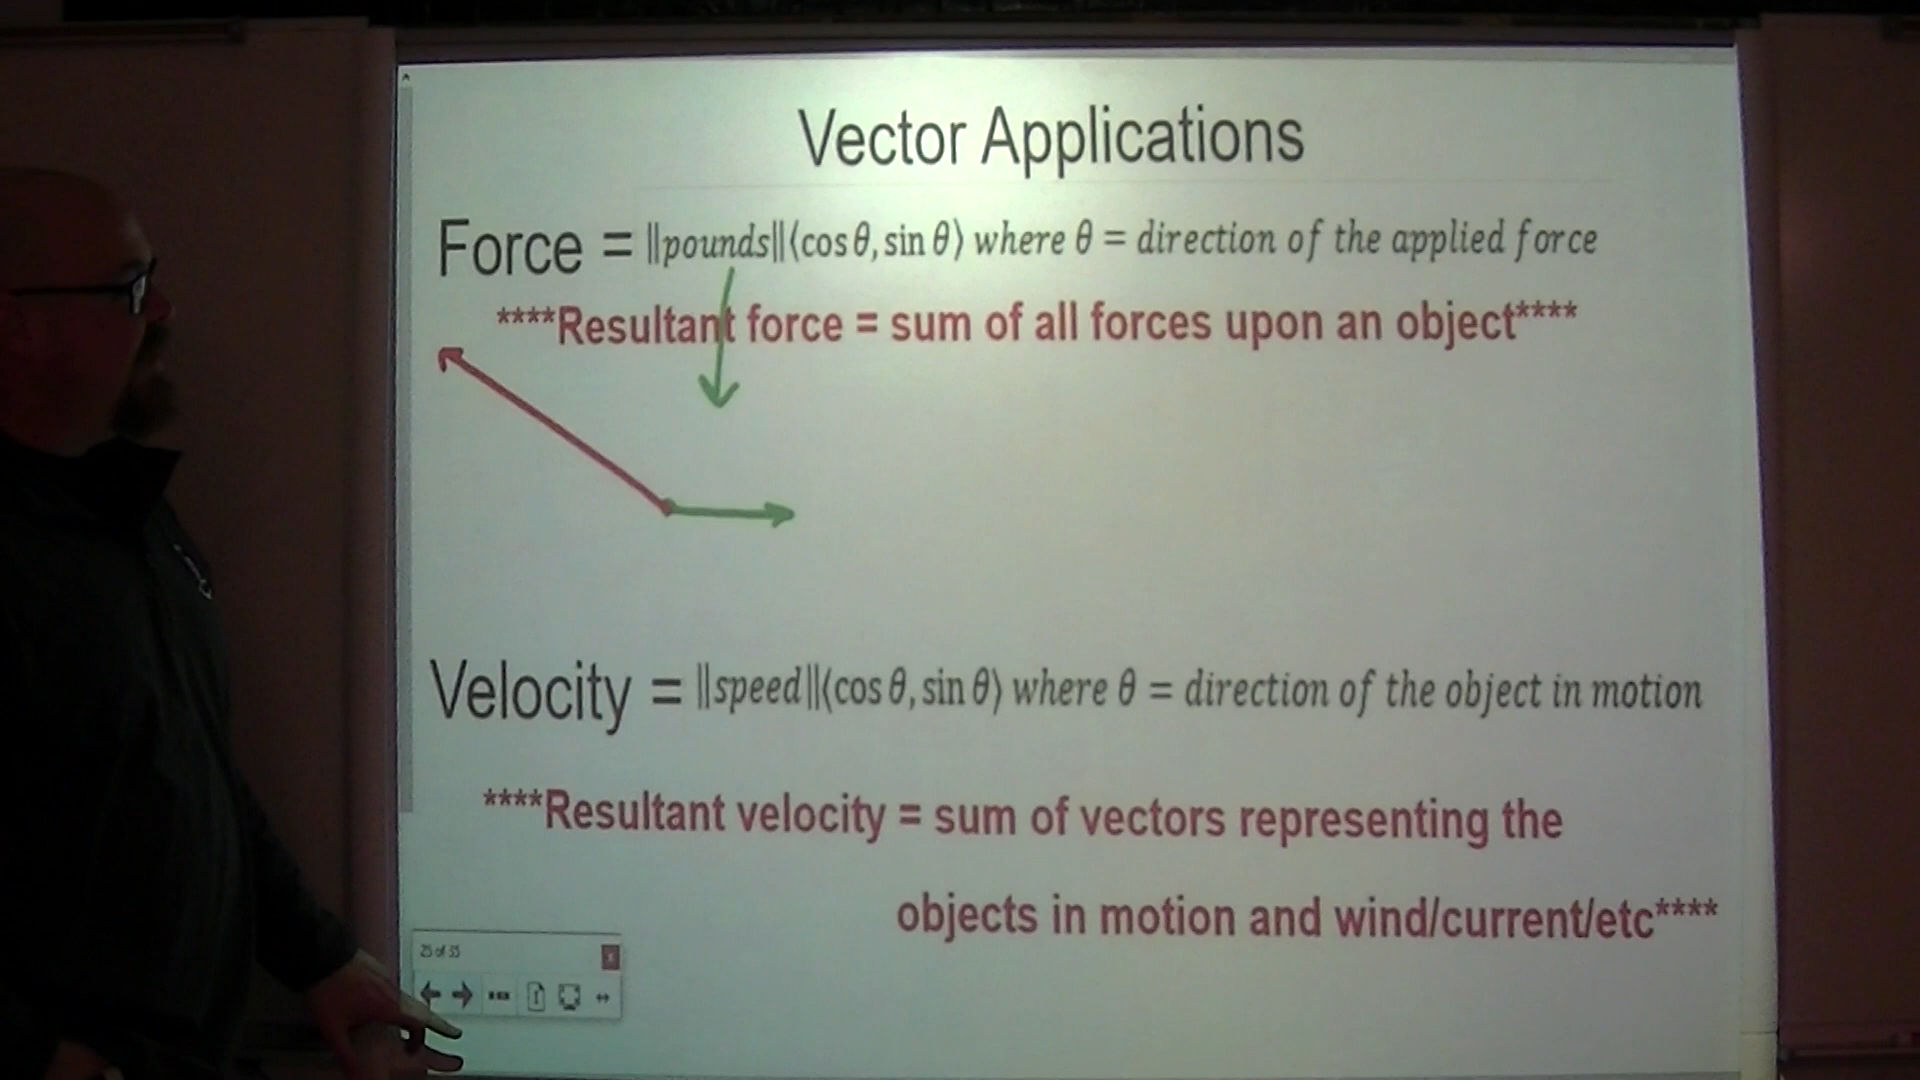 Vector Applications
Force = ||pounds||⟨cos θ, sin θ⟩ where θ = direction of the applied force
****Resultant force = sum of all forces upon an object****
Velocity = ||speed||⟨cos θ, sin θ⟩ where θ = direction of the object in motion
****Resultant velocity = sum of vectors representing the
objects in motion and wind/current/etc****
25 of 35